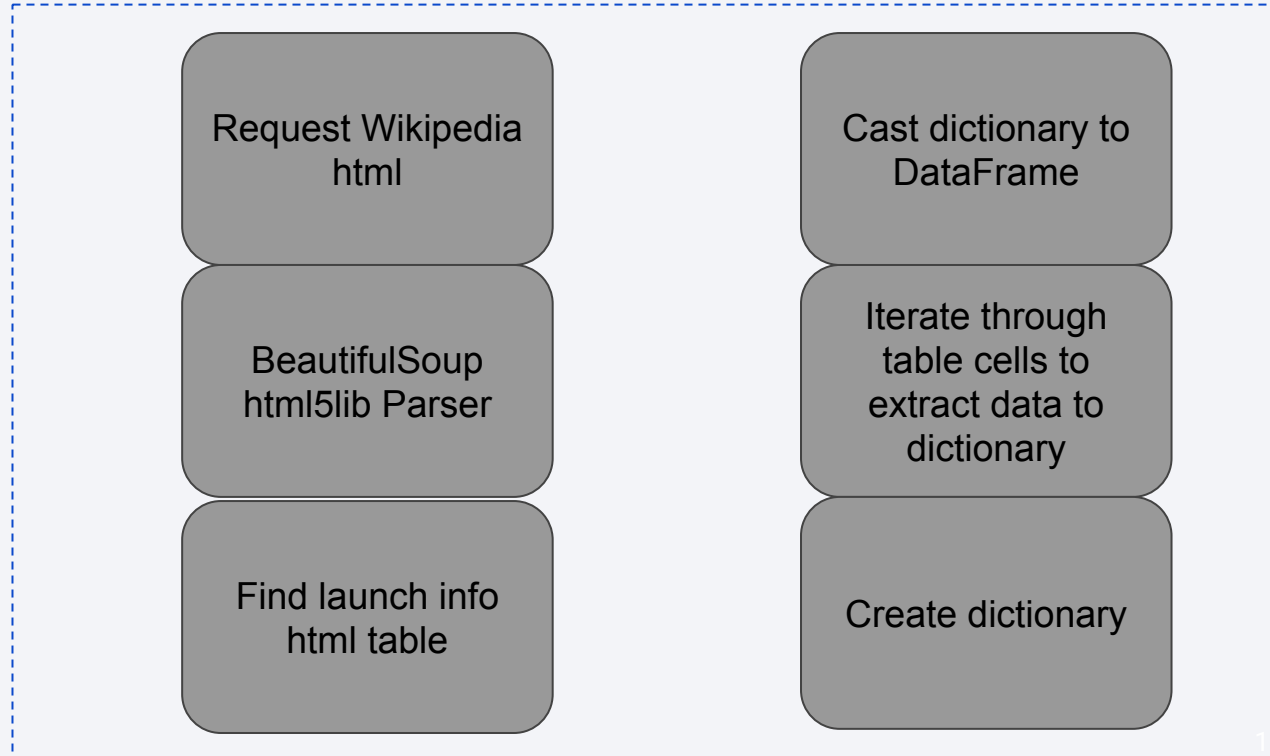 Request Wikipedia
html
BeautifulSoup
html5lib Parser
Find launch info
html table
Cast dictionary to
DataFrame
Iterate through
table cells to
extract data to
dictionary
Create dictionary
1